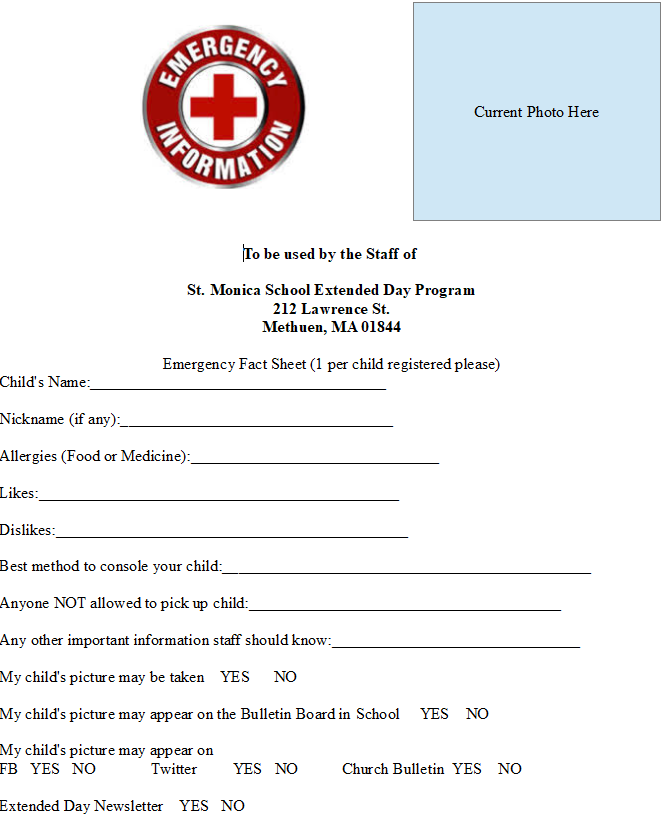 EMERGENCY
INFORMATION
Current Photo Here
To be used by the Staff of
St. Monica School Extended Day Program
212 Lawrence St.
Methuen, MA 01844
Emergency Fact Sheet (1 per child registered please)
Child's Name:______________________________________
Nickname (if any):___________________________________
Allergies (Food or Medicine):________________________________
Likes:______________________________________________
Dislikes:_____________________________________________
Best method to console your child:_______________________________________________
Anyone NOT allowed to pick up child:________________________________________
Any other important information staff should know:________________________________
My child's picture may be taken YES NO
My child's picture may appear on the Bulletin Board in School YES NO
My child's picture may appear on
FB YES NO Twitter YES NO Church Bulletin YES NO
Extended Day Newsletter YES NO